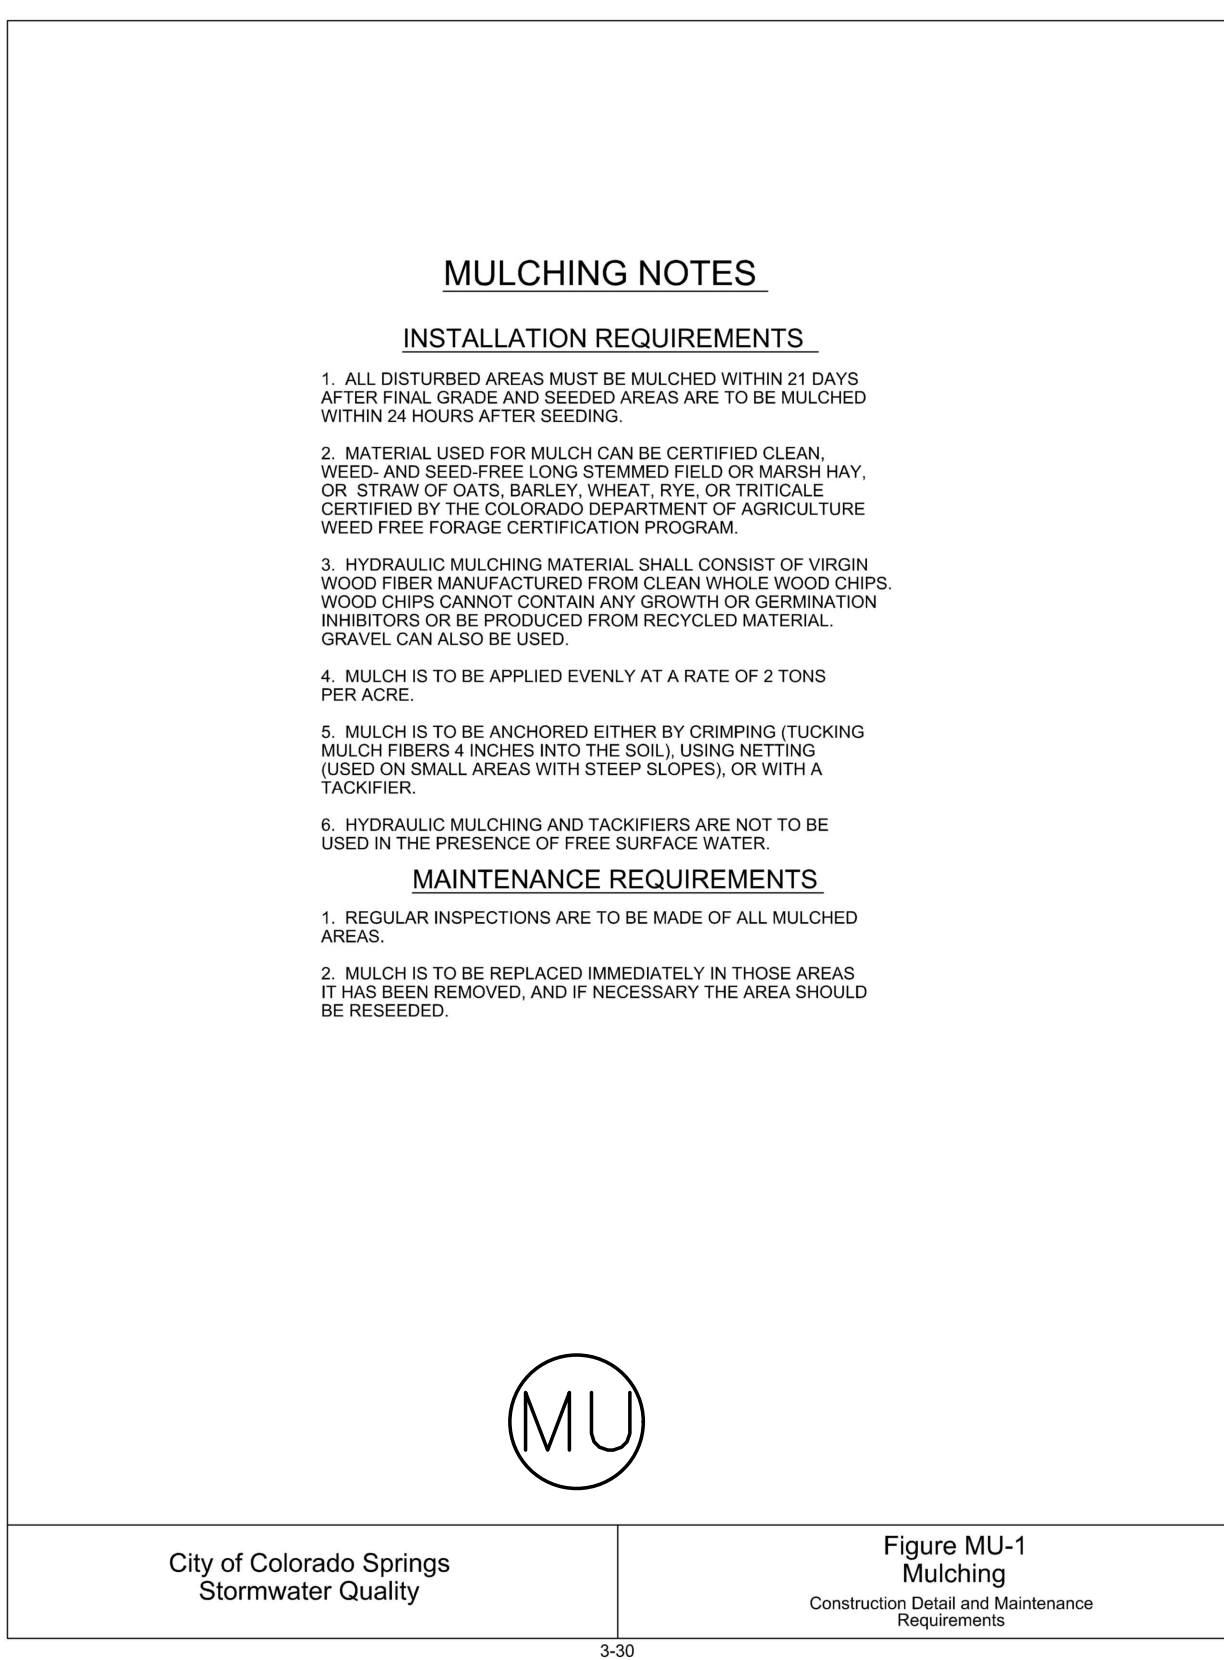 MULCHING NOTES
INSTALLATION REQUIREMENTS
1. ALL DISTURBED AREAS MUST BE MULCHED WITHIN 21 DAYS
AFTER FINAL GRADE AND SEEDED AREAS ARE TO BE MULCHED
WITHIN 24 HOURS AFTER SEEDING.
2. MATERIAL USED FOR MULCH CAN BE CERTIFIED CLEAN,
WEED- AND SEED-FREE LONG STEMMED FIELD OR MARSH HAY,
OR STRAW OF OATS, BARLEY, WHEAT, RYE, OR TRITICALE
CERTIFIED BY THE COLORADO DEPARTMENT OF AGRICULTURE
WEED FREE FORAGE CERTIFICATION PROGRAM.
3. HYDRAULIC MULCHING MATERIAL SHALL CONSIST OF VIRGIN
WOOD FIBER MANUFACTURED FROM CLEAN WHOLE WOOD CHIPS.
WOOD CHIPS CANNOT CONTAIN ANY GROWTH OR GERMINATION
INHIBITORS OR BE PRODUCED FROM RECYCLED MATERIAL.
GRAVEL CAN ALSO BE USED.
4. MULCH IS TO BE APPLIED EVENLY AT A RATE OF 2 TONS
PER ACRE.
5. MULCH IS TO BE ANCHORED EITHER BY CRIMPING (TUCKING
MULCH FIBERS 4 INCHES INTO THE SOIL), USING NETTING
(USED ON SMALL AREAS WITH STEEP SLOPES), OR WITH A
TACKIFIER.
6. HYDRAULIC MULCHING AND TACKIFIERS ARE NOT TO BE
USED IN THE PRESENCE OF FREE SURFACE WATER.
MAINTENANCE REQUIREMENTS
1. REGULAR INSPECTIONS ARE TO BE MADE OF ALL MULCHED
AREAS.
2. MULCH IS TO BE REPLACED IMMEDIATELY IN THOSE AREAS
IT HAS BEEN REMOVED, AND IF NECESSARY THE AREA SHOULD
BE RESEEDED.
MU
City of Colorado Springs
Stormwater Quality
Figure MU-1
Mulching
Construction Detail and Maintenance
Requirements
3-30